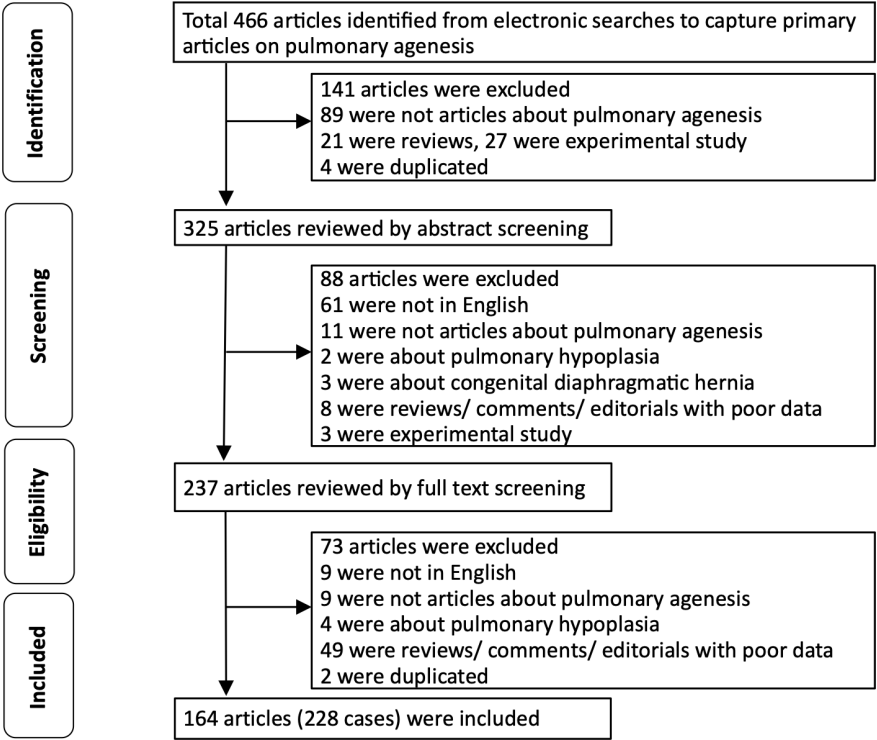 Identification
Total 466 articles identified from electronic searches to capture primary
articles on pulmonary agenesis
141 articles were excluded
89 were not articles about pulmonary agenesis
21 were reviews, 27 were experimental study
4 were duplicated
Screening
325 articles reviewed by abstract screening
88 articles were excluded
61 were not in English
11 were not articles about pulmonary agenesis
2 were about pulmonary hypoplasia
3 were about congenital diaphragmatic hernia
8 were reviews/ comments/ editorials with poor data
3 were experimental study
Eligibility
237 articles reviewed by full text screening
73 articles were excluded
9 were not in English
9 were not articles about pulmonary agenesis
4 were about pulmonary hypoplasia
49 were reviews/ comments/ editorials with poor data
2 were duplicated
Included
164 articles (228 cases) were included